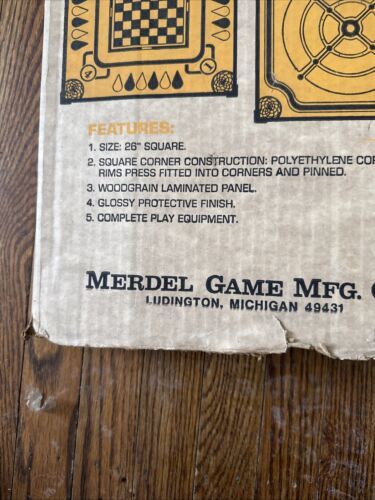 FEATURES:
1. SIZE: 26" SQUARE.
2. SQUARE CORNER CONSTRUCTION: POLYETHYLENE COR
RIMS PRESS FITTED INTO CORNERS AND PINNED.
3. WOODGRAIN LAMINATED PANEL.
4. GLOSSY PROTECTIVE FINISH.
5. COMPLETE PLAY EQUIPMENT.
MERDEL GAME MFG. C
LUDINGTON, MICHIGAN 49431